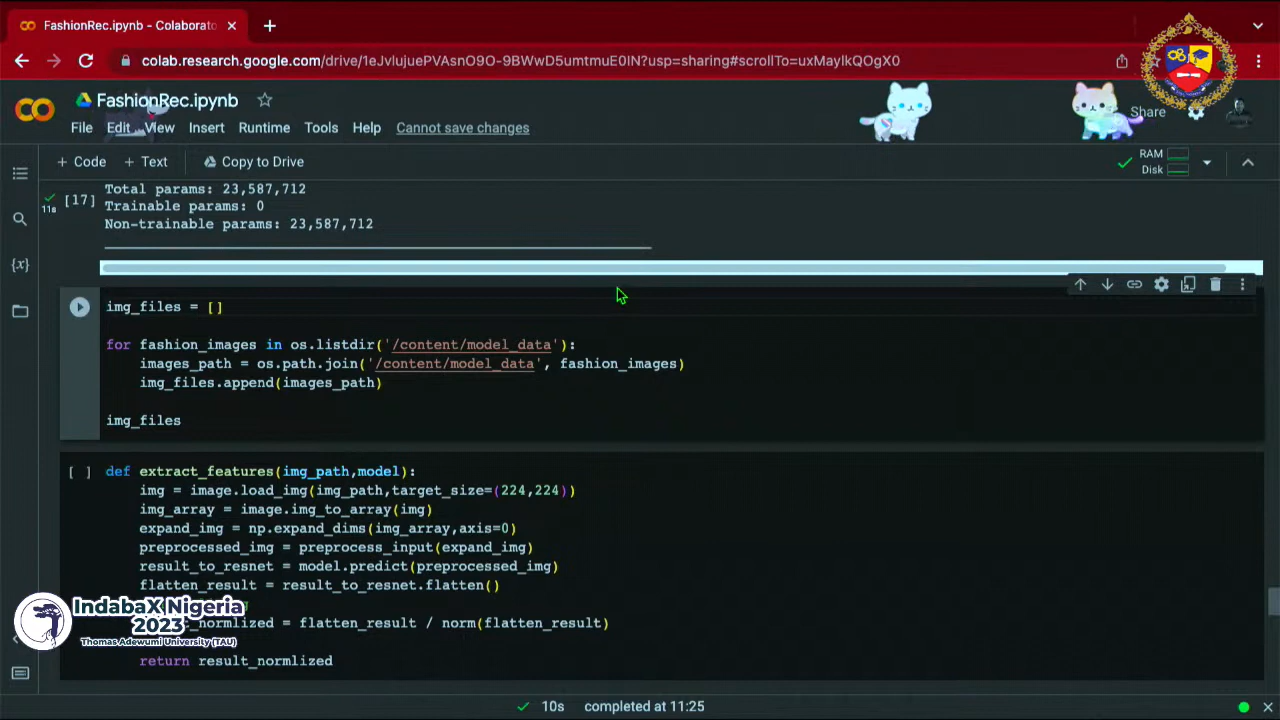 FashionRec.ipynb - Colaborato
colab.research.google.com/drive/1eJvlujuePVAsnO9O-9BWwD5umtmuE0IN?usp=sharing#scrollTo=uxMaylkQOgX0
FashionRec.ipynb
Share
File Edit View Insert Runtime Tools Help Cannot save changes
+ Code + Text Copy to Drive
RAM
Disk
Total params: 23,587,712
[17]
11s
Trainable params: 0
Non-trainable params: 23,587,712
{x}
img_files = []
for fashion_images in os.listdir('/content/model_data'):
images_path = os.path.join('/content/model_data', fashion_images)
img_files.append(images_path)
img_files
[ ] def extract_features(img_path,model):
img = image.load_img(img_path,target_size=(224,224))
img_array = image.img_to_array(img)
expand_img = np.expand_dims(img_array,axis=0)
preprocessed_img = preprocess_input(expand_img)
result_to_resnet = model.predict(preprocessed_img)
flatten_result = result_to_resnet.flatten()
_normlized = flatten_result / norm(flatten_result)
return result_normlized
IndabaX Nigeria
2023
Thomas Adewumi University (TAU)
10s completed at 11:25